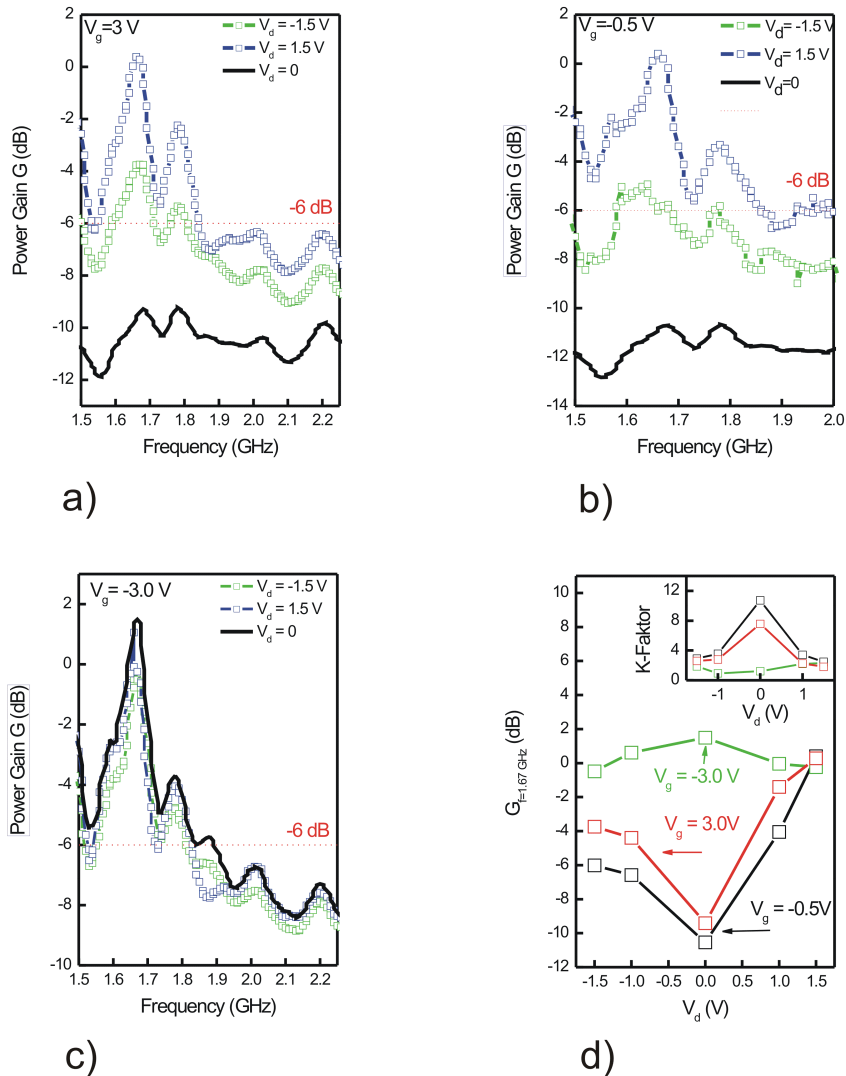 V_g=3 V
V_d = -1.5 V
V_d = 1.5 V
V_d = 0
0
-2
-4
-6
-8
-10
-12
Power Gain G (dB)
-6 dB
1.5 1.6 1.7 1.8 1.9 2.0 2.1 2.2
Frequency (GHz)
a)
V_g=-0.5 V
V_d= -1.5 V
V_d= 1.5 V
V_d=0
2
0
-2
-4
-6
-8
-10
-12
-14
Power Gain G (dB)
-6 dB
1.5 1.6 1.7 1.8 1.9 2.0
Frequency (GHz)
b)
V_g = -3.0 V
V_d = -1.5 V
V_d = 1.5 V
V_d = 0
2
0
-2
-4
-6
-8
-10
Power Gain G (dB)
-6 dB
1.5 1.6 1.7 1.8 1.9 2.0 2.1 2.2
Frequency (GHz)
c)
10
8
6
4
2
0
-2
-4
-6
-8
-10
-12
G_f=1.67 GHz (dB)
12
8
4
0
K-Faktor
-1 0 1
V_d (V)
V_g = -3.0 V
V_g = 3.0V
V_g = -0.5V
-1.5 -1.0 -0.5 0.0 0.5 1.0 1.5
V_d (V)
d)